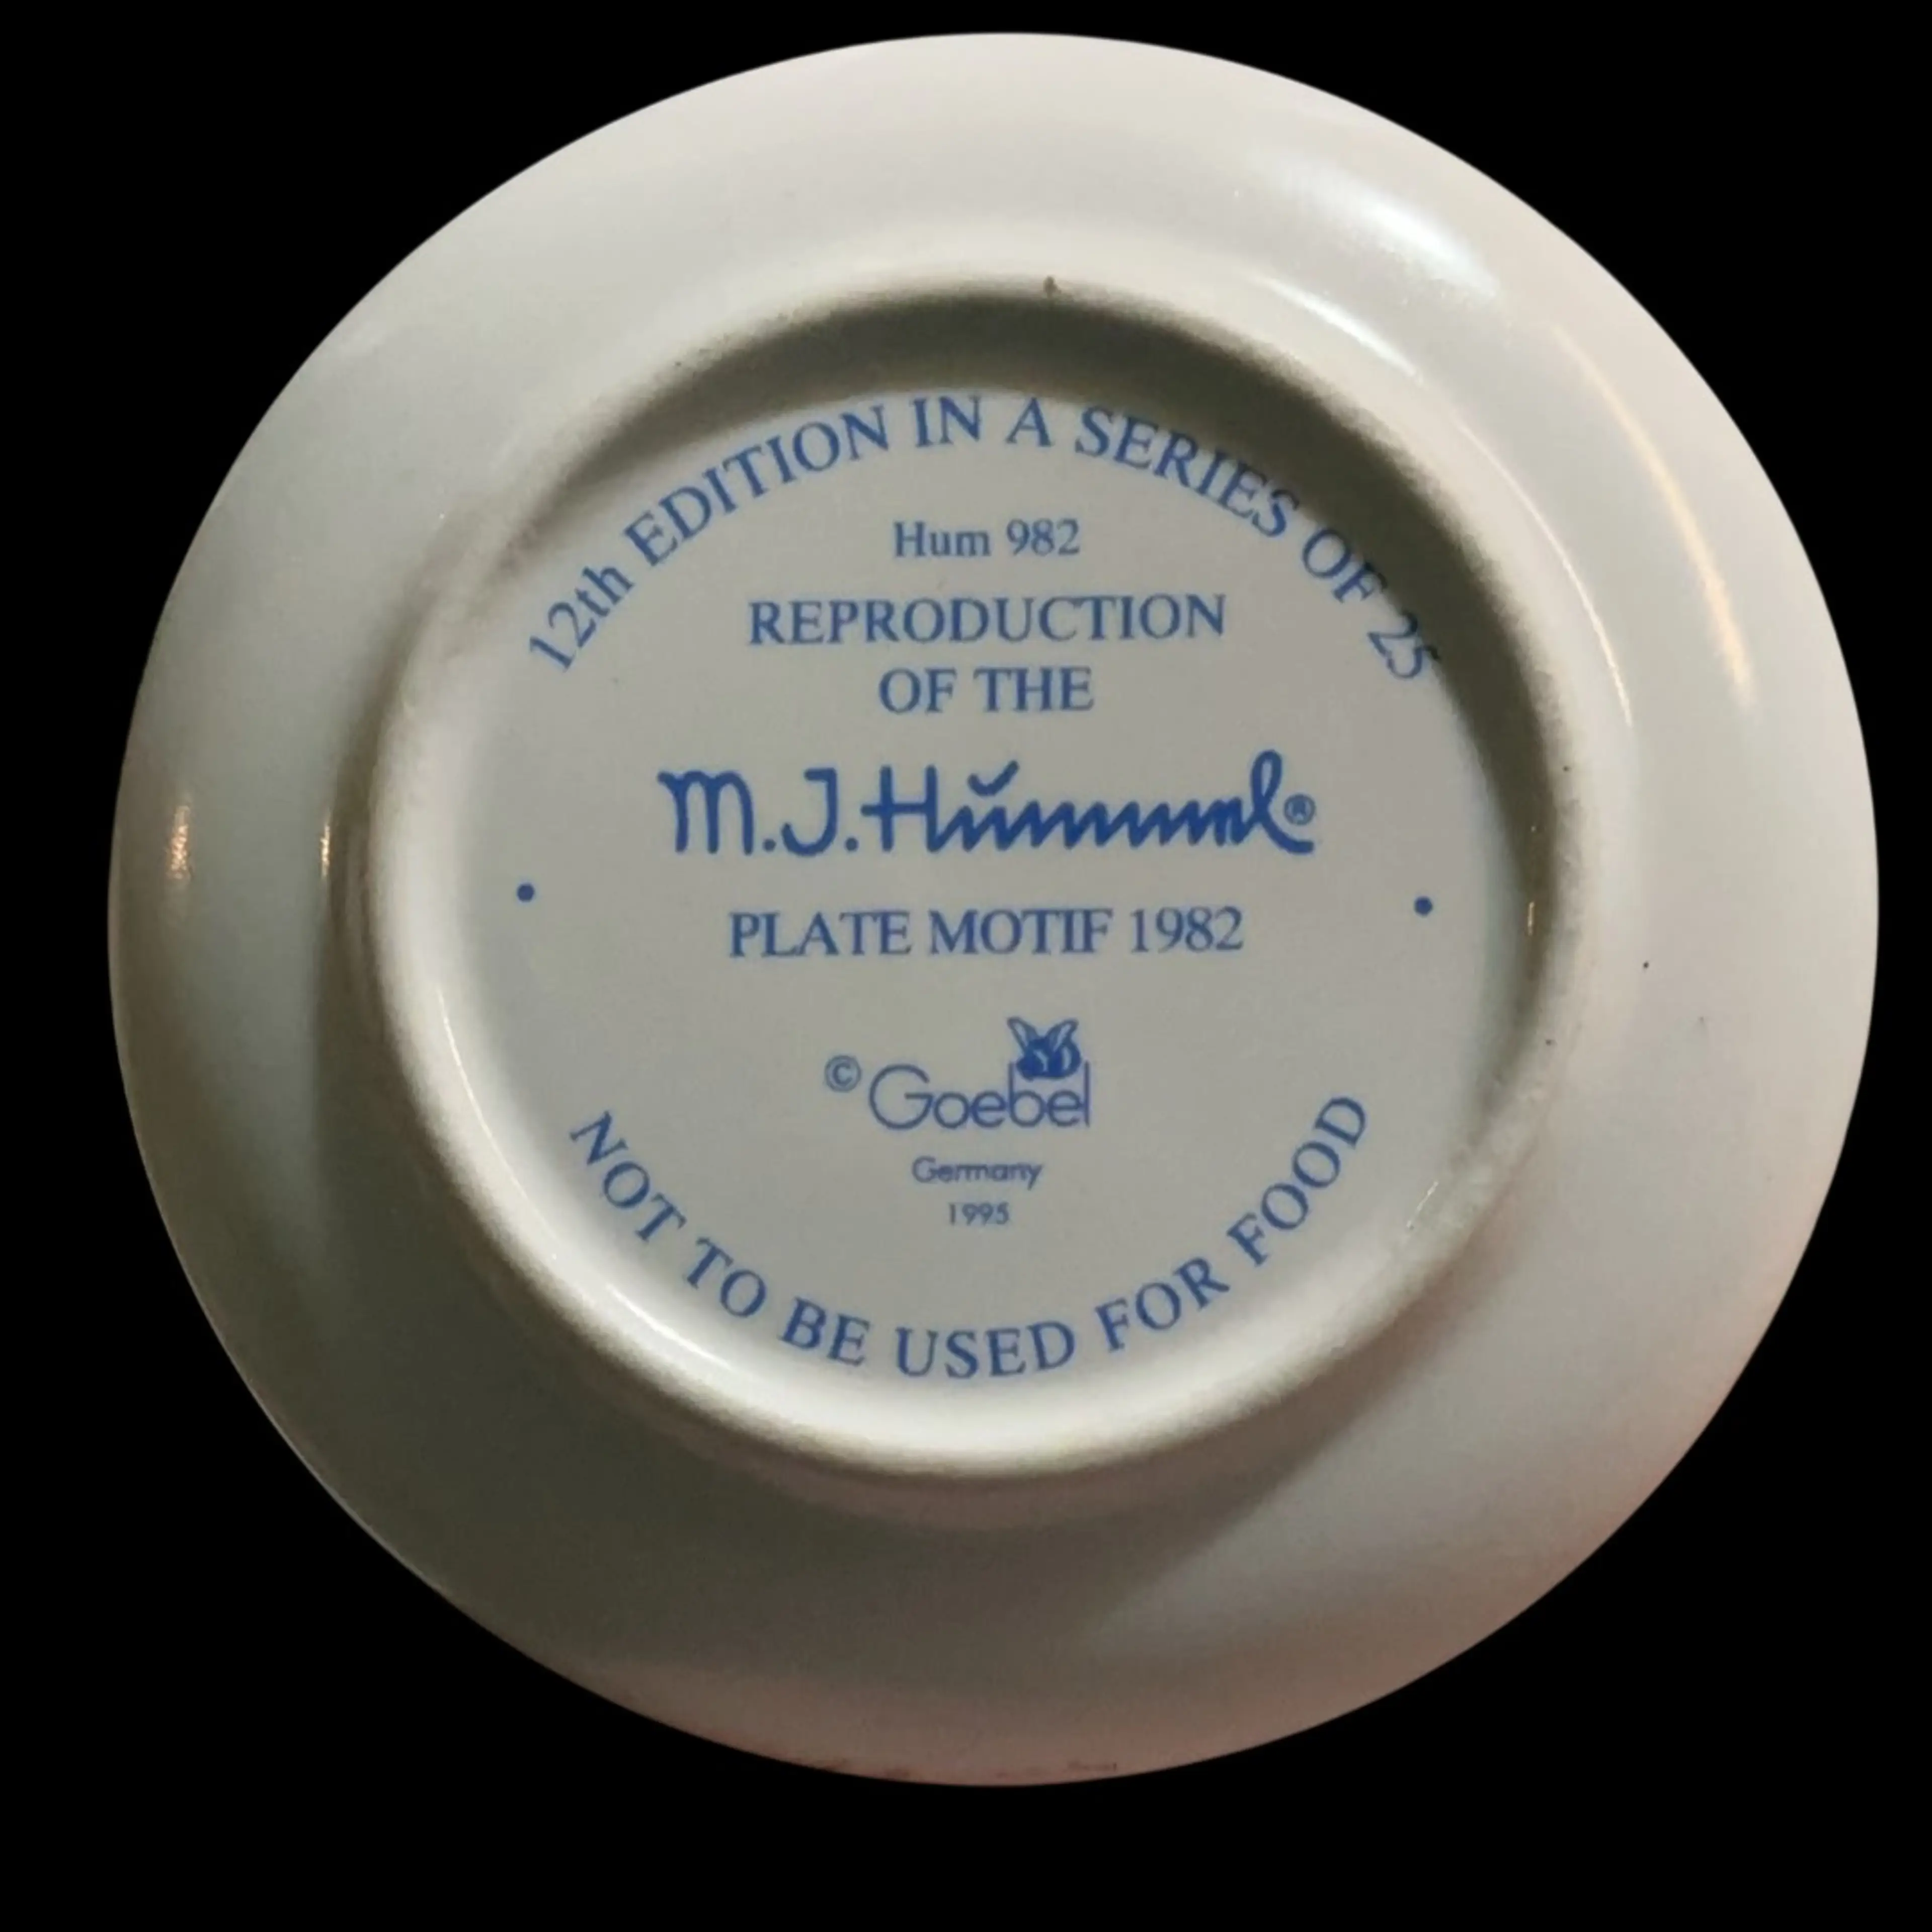 12th EDITION IN A SERIES OF 25
Hum 982
REPRODUCTION
OF THE
M.J.Hummel®
PLATE MOTIF 1982
© Goebel
Germany
1995
NOT TO BE USED FOR FOOD